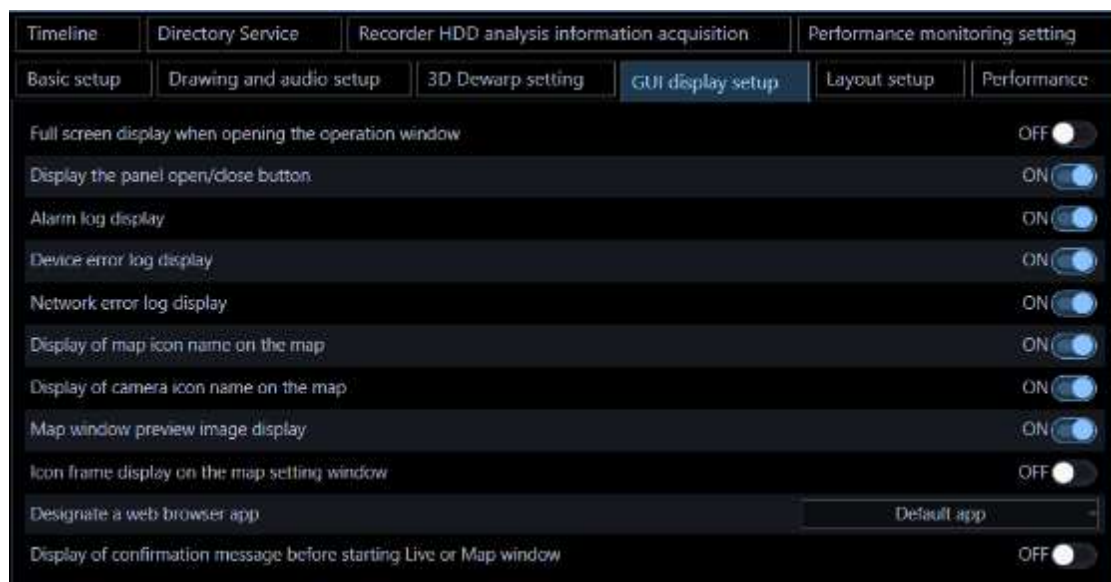 Timeline Directory Service Recorder HDD analysis information acquisition Performance monitoring setting
Basic setup Drawing and audio setup 3D Dewarp setting GUI display setup Layout setup Performance
Full screen display when opening the operation window OFF
Display the panel open/close button ON
Alarm log display ON
Device error log display ON
Network error log display ON
Display of map icon name on the map ON
Display of camera icon name on the map ON
Map window preview image display ON
Icon frame display on the map setting window OFF
Designate a web browser app Default app
Display of confirmation message before starting Live or Map window OFF